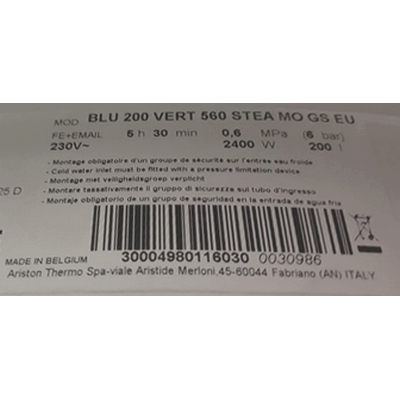 MOD. BLU 200 VERT 560 STEA MO GS EU
FE+EMAIL 5 h 30 min 0,6 MPa (6 bar)
230V~ 2400 W 200 l
- Montage obligatoire d'un groupe de sécurité sur l'entrée eau froide
- Cold water inlet must be fitted with a pressure limitation device
- Montage met veiligheidsgroep verplicht
- Montare tassativamente il gruppo di sicurezza sul tubo d'ingresso
- Montaje obligatorio de un grupo de seguridad en la entrada de agua fria
25 D
MADE IN BELGIUM 30004980116030 0030986
Ariston Thermo Spa-viale Aristide Merloni,45-60044 Fabriano (AN) ITALY